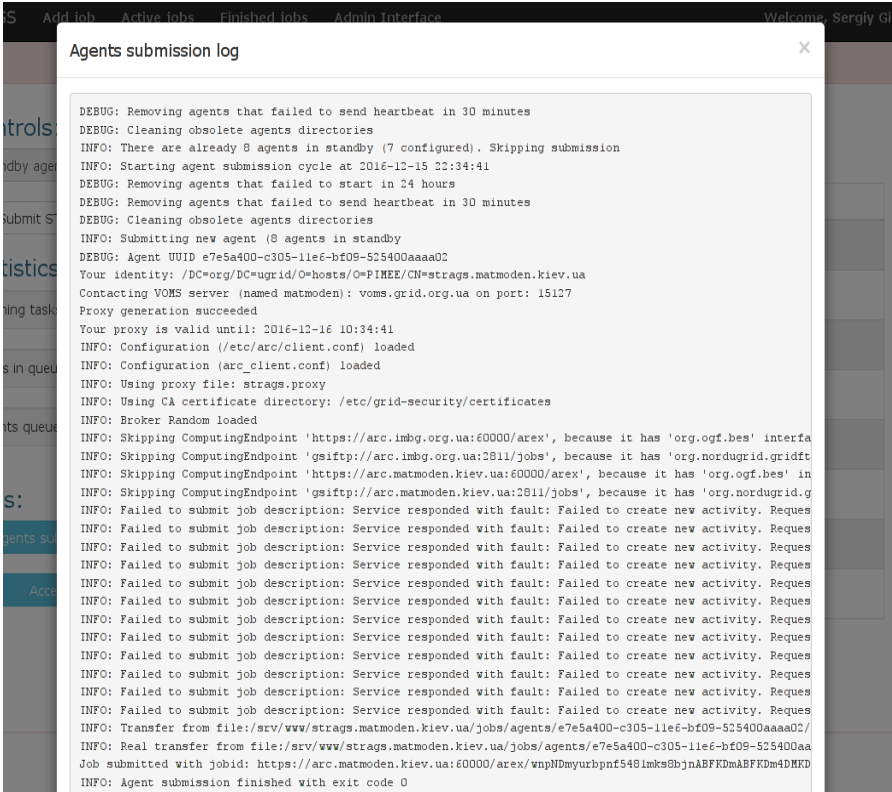 GS Add job Active jobs Finished jobs Admin Interface Welcome, Sergiy Gi
Agents submission log ×
DEBUG: Removing agents that failed to send heartbeat in 30 minutes
DEBUG: Cleaning obsolete agents directories
INFO: There are already 8 agents in standby (7 configured). Skipping submission
INFO: Starting agent submission cycle at 2016-12-15 22:34:41
DEBUG: Removing agents that failed to start in 24 hours
DEBUG: Removing agents that failed to send heartbeat in 30 minutes
DEBUG: Cleaning obsolete agents directories
INFO: Submitting new agent (8 agents in standby
DEBUG: Agent UUID e7e5a400-c305-11e6-bf09-525400aaaa02
Your identity: /DC=org/DC=ugrid/O=hosts/O=PIMEE/CN=strags.matmoden.kiev.ua
Contacting VOMS server (named matmoden): voms.grid.org.ua on port: 15127
Proxy generation succeeded
Your proxy is valid until: 2016-12-16 10:34:41
INFO: Configuration (/etc/arc/client.conf) loaded
INFO: Configuration (arc_client.conf) loaded
INFO: Using proxy file: strags.proxy
INFO: Using CA certificate directory: /etc/grid-security/certificates
INFO: Broker Random loaded
INFO: Skipping ComputingEndpoint 'https://arc.imbg.org.ua:60000/arex', because it has 'org.ogf.bes' interfa
INFO: Skipping ComputingEndpoint 'gsiftp://arc.imbg.org.ua:2811/jobs', because it has 'org.nordugrid.gridft
INFO: Skipping ComputingEndpoint 'https://arc.matmoden.kiev.ua:60000/arex', because it has 'org.ogf.bes' in
INFO: Skipping ComputingEndpoint 'gsiftp://arc.matmoden.kiev.ua:2811/jobs', because it has 'org.nordugrid.g
INFO: Failed to submit job description: Service responded with fault: Failed to create new activity. Reques
INFO: Failed to submit job description: Service responded with fault: Failed to create new activity. Reques
INFO: Failed to submit job description: Service responded with fault: Failed to create new activity. Reques
INFO: Failed to submit job description: Service responded with fault: Failed to create new activity. Reques
INFO: Failed to submit job description: Service responded with fault: Failed to create new activity. Reques
INFO: Failed to submit job description: Service responded with fault: Failed to create new activity. Reques
INFO: Failed to submit job description: Service responded with fault: Failed to create new activity. Reques
INFO: Failed to submit job description: Service responded with fault: Failed to create new activity. Reques
INFO: Failed to submit job description: Service responded with fault: Failed to create new activity. Reques
INFO: Failed to submit job description: Service responded with fault: Failed to create new activity. Reques
INFO: Failed to submit job description: Service responded with fault: Failed to create new activity. Reques
INFO: Failed to submit job description: Service responded with fault: Failed to create new activity. Reques
INFO: Transfer from file:/srv/www/strags.matmoden.kiev.ua/jobs/agents/e7e5a400-c305-11e6-bf09-525400aaaa02/
INFO: Real transfer from file:/srv/www/strags.matmoden.kiev.ua/jobs/agents/e7e5a400-c305-11e6-bf09-525400aa
Job submitted with jobid: https://arc.matmoden.kiev.ua:60000/arex/wnpNDmyurbpnf5481mks8bjnABFKDmABFKDm4DMKD
INFO: Agent submission finished with exit code 0
ntrols:
ndby agen
Submit ST
tistics
ning task
s in queu
nts queue
s:
gents sub
Acce